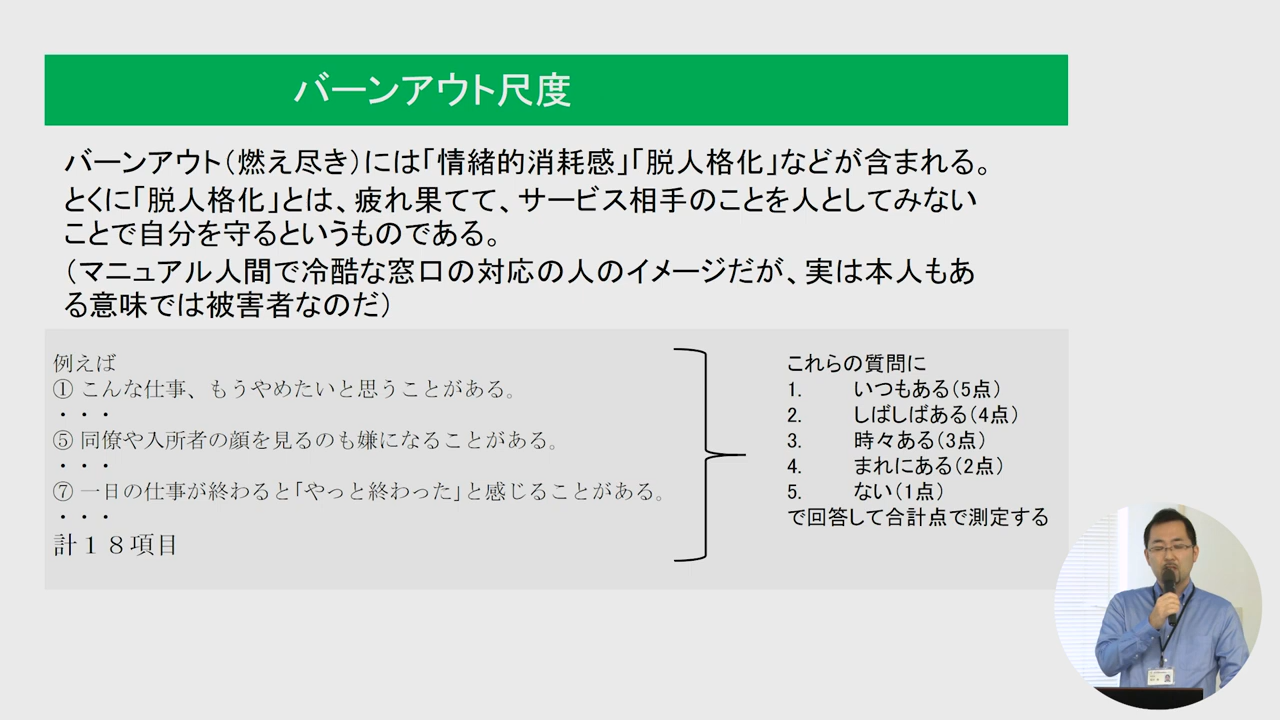 バーンアウト尺度
バーンアウト（燃え尽き）には「情緒的消耗感」「脱人格化」などが含まれる。
とくに「脱人格化」とは、疲れ果てて、サービス相手のことを人としてみない
ことで自分を守るというものである。
（マニュアル人間で冷酷な窓口の対応の人のイメージだが、実は本人もあ
る意味では被害者なのだ）
例えば
① こんな仕事、もうやめたいと思うことがある。
・・・
⑤ 同僚や入所者の顔を見るのも嫌になることがある。
・・・
⑦ 一日の仕事が終わると「やっと終わった」と感じることがある。
・・・
計１８項目
これらの質問に
1. いつもある（5点）
2. しばしばある（4点）
3. 時々ある（3点）
4. まれにある（2点）
5. ない（1点）
で回答して合計点で測定する